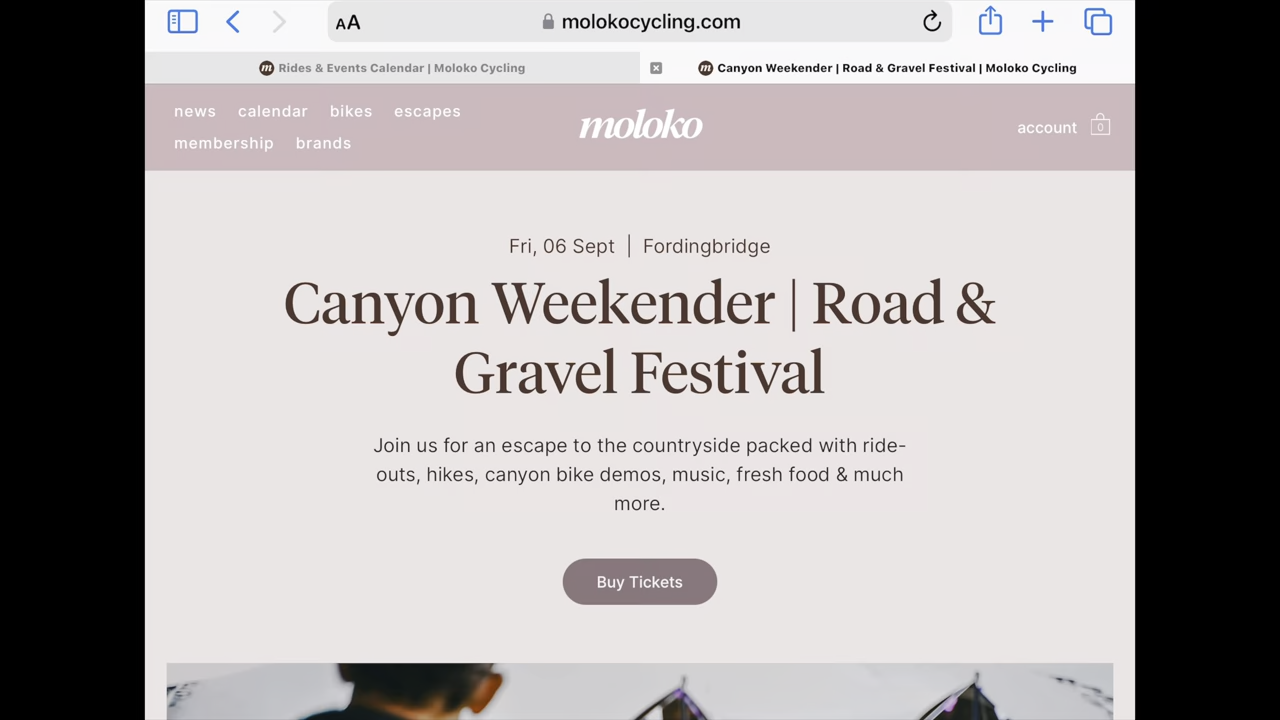 AA molokocycling.com
Rides & Events Calendar | Moloko Cycling
Canyon Weekender | Road & Gravel Festival | Moloko Cycling
news calendar bikes escapes
membership brands
moloko
account 0
Fri, 06 Sept | Fordingbridge
Canyon Weekender | Road &
Gravel Festival
Join us for an escape to the countryside packed with ride-
outs, hikes, canyon bike demos, music, fresh food & much
more.
Buy Tickets